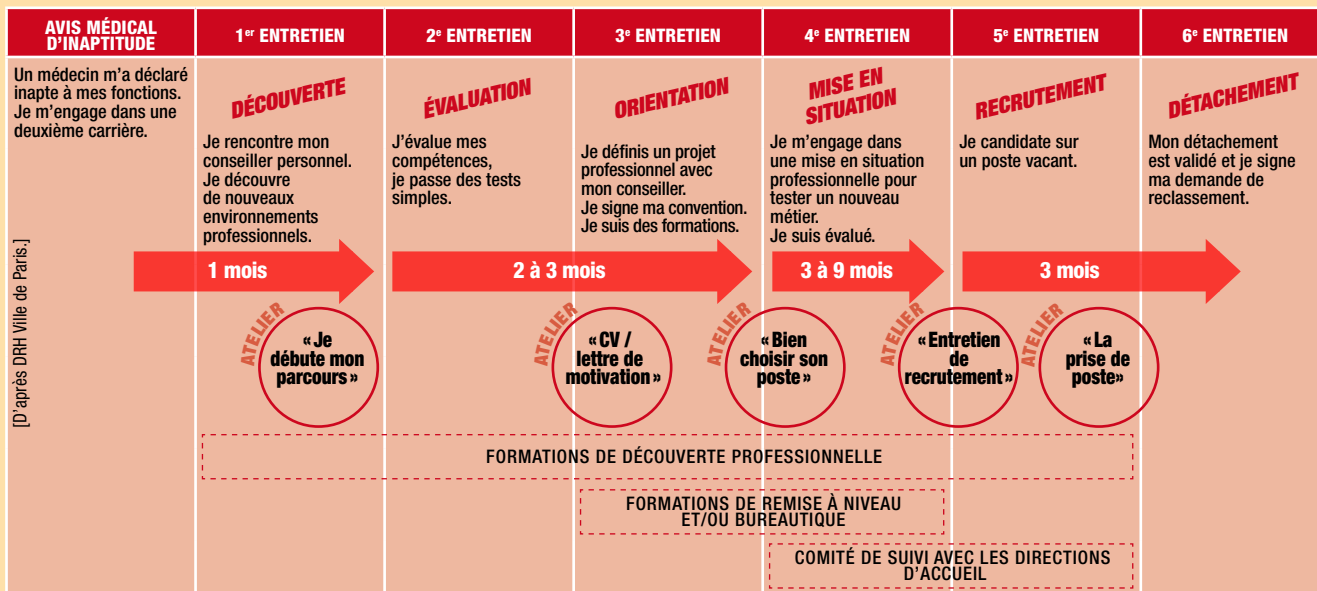 AVIS MÉDICAL
D'INAPTITUDE
1er ENTRETIEN
2e ENTRETIEN
3e ENTRETIEN
4e ENTRETIEN
5e ENTRETIEN
6e ENTRETIEN
Un médecin m'a déclaré
inapte à mes fonctions.
Je m'engage dans une
deuxième carrière.
DÉCOUVERTE
Je rencontre mon
conseiller personnel.
Je découvre
de nouveaux
environnements
professionnels.
ÉVALUATION
J'évalue mes
compétences,
je passe des tests
simples.
ORIENTATION
Je définis un projet
professionnel avec
mon conseiller.
Je signe ma convention.
Je suis des formations.
MISE EN
SITUATION
Je m'engage dans
une mise en situation
professionnelle pour
tester un nouveau
métier.
Je suis évalué.
RECRUTEMENT
Je candidate sur
un poste vacant.
DÉTACHEMENT
Mon détachement
est validé et je signe
ma demande de
reclassement.
1 mois
2 à 3 mois
3 à 9 mois
3 mois
ATELIER
« Je
débute mon
parcours »
ATELIER
« CV /
lettre de
motivation »
ATELIER
« Bien
choisir son
poste »
ATELIER
« Entretien
de
recrutement »
ATELIER
« La
prise de
poste»
FORMATIONS DE DÉCOUVERTE PROFESSIONNELLE
FORMATIONS DE REMISE À NIVEAU
ET/OU BUREAUTIQUE
COMITÉ DE SUIVI AVEC LES DIRECTIONS
D'ACCUEIL
[D'après DRH Ville de Paris.]